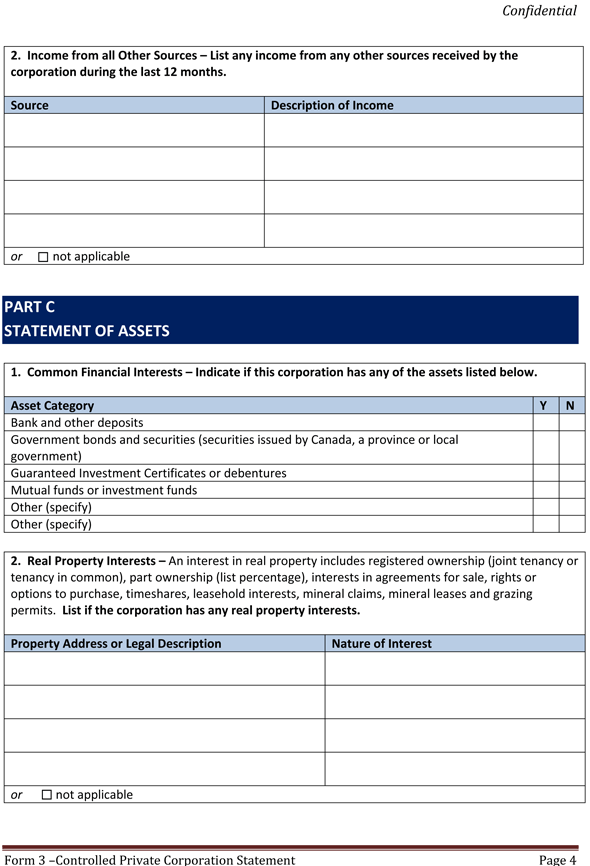 Confidential
2. Income from all Other Sources – List any income from any other sources received by the
corporation during the last 12 months.
Source Description of Income
or ☐ not applicable
PART C
STATEMENT OF ASSETS
1. Common Financial Interests – Indicate if this corporation has any of the assets listed below.
Asset Category Y N
Bank and other deposits
Government bonds and securities (securities issued by Canada, a province or local
government)
Guaranteed Investment Certificates or debentures
Mutual funds or investment funds
Other (specify)
Other (specify)
2. Real Property Interests – An interest in real property includes registered ownership (joint tenancy or
tenancy in common), part ownership (list percentage), interests in agreements for sale, rights or
options to purchase, timeshares, leasehold interests, mineral claims, mineral leases and grazing
permits. List if the corporation has any real property interests.
Property Address or Legal Description Nature of Interest
or ☐ not applicable
Form 3 –Controlled Private Corporation Statement Page 4